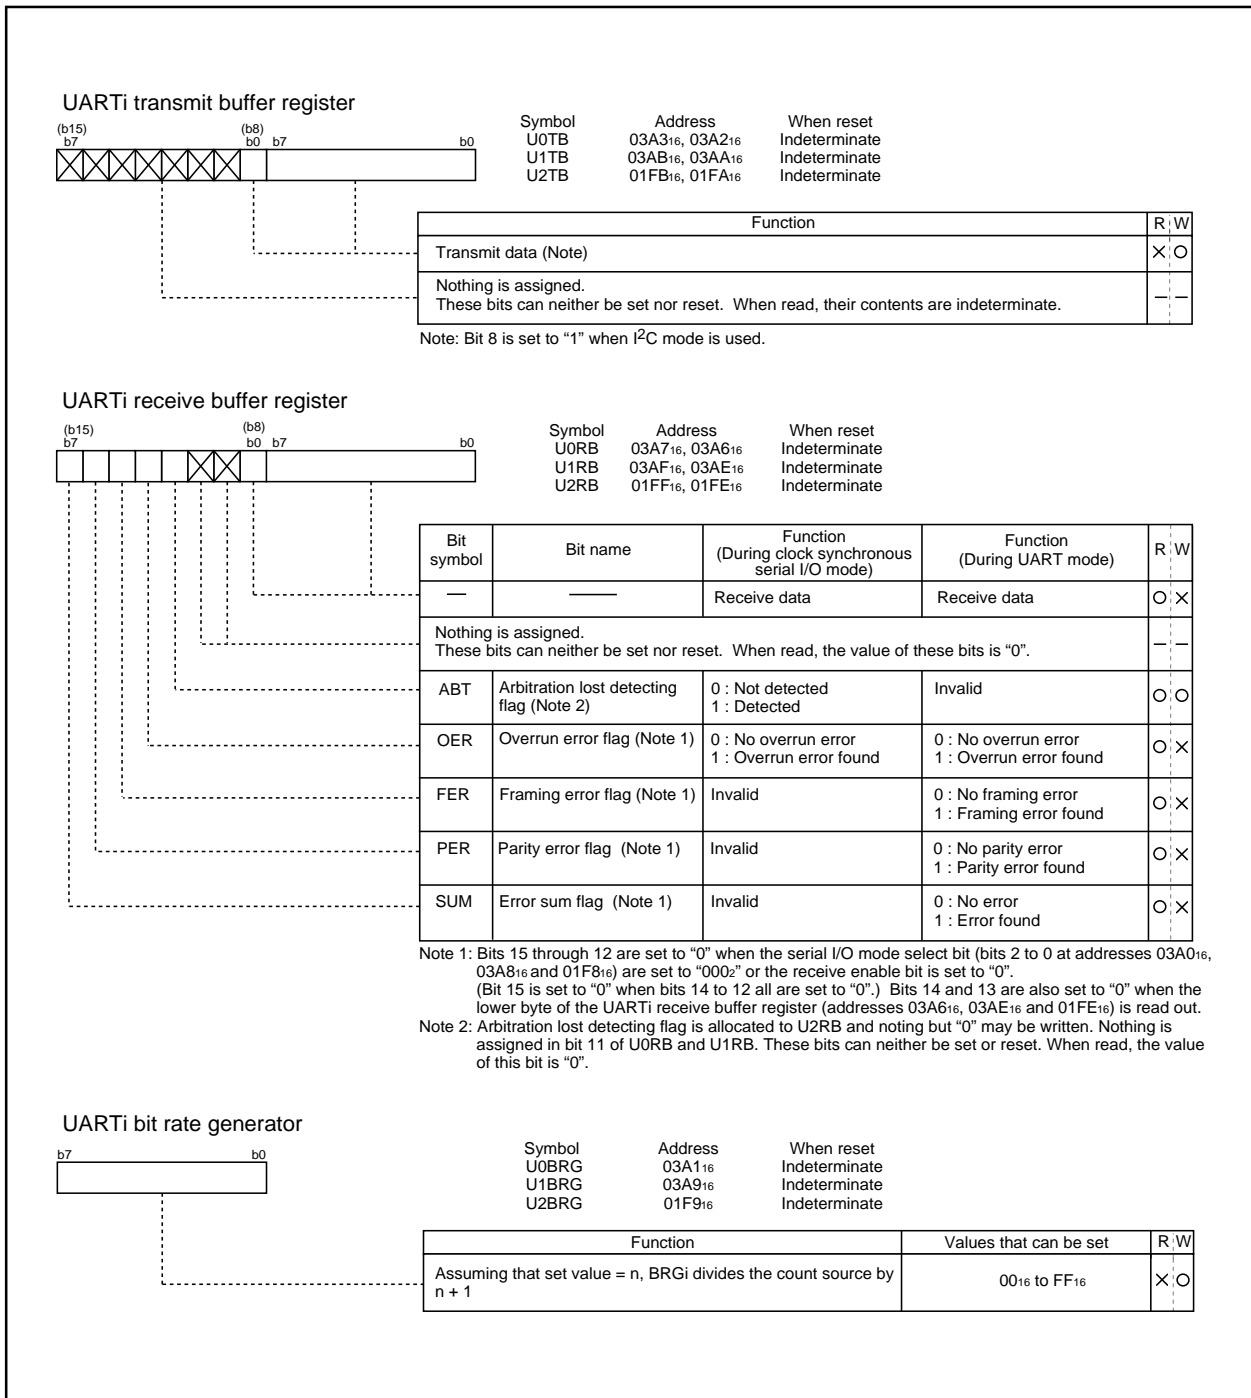 UARTi transmit buffer register
(b15) (b8)
b7 b0 b7 b0
Symbol Address When reset
U0TB 03A3₁₆, 03A2₁₆ Indeterminate
U1TB 03AB₁₆, 03AA₁₆ Indeterminate
U2TB 01FB₁₆, 01FA₁₆ Indeterminate
Function R W
Transmit data (Note) × ○
Nothing is assigned.
These bits can neither be set nor reset. When read, their contents are indeterminate. – –
Note: Bit 8 is set to “1” when I²C mode is used.
UARTi receive buffer register
(b15) (b8)
b7 b0 b7 b0
Symbol Address When reset
U0RB 03A7₁₆, 03A6₁₆ Indeterminate
U1RB 03AF₁₆, 03AE₁₆ Indeterminate
U2RB 01FF₁₆, 01FE₁₆ Indeterminate
Bit symbol Bit name Function (During clock synchronous serial I/O mode) Function (During UART mode) R W
— — Receive data Receive data ○ ×
Nothing is assigned.
These bits can neither be set nor reset. When read, the value of these bits is “0”. – –
ABT Arbitration lost detecting flag (Note 2) 0 : Not detected 1 : Detected Invalid ○ ○
OER Overrun error flag (Note 1) 0 : No overrun error 1 : Overrun error found 0 : No overrun error 1 : Overrun error found ○ ×
FER Framing error flag (Note 1) Invalid 0 : No framing error 1 : Framing error found ○ ×
PER Parity error flag (Note 1) Invalid 0 : No parity error 1 : Parity error found ○ ×
SUM Error sum flag (Note 1) Invalid 0 : No error 1 : Error found ○ ×
Note 1: Bits 15 through 12 are set to “0” when the serial I/O mode select bit (bits 2 to 0 at addresses 03A0₁₆,
03A8₁₆ and 01F8₁₆) are set to “000₂” or the receive enable bit is set to “0”.
(Bit 15 is set to “0” when bits 14 to 12 all are set to “0”.) Bits 14 and 13 are also set to “0” when the
lower byte of the UARTi receive buffer register (addresses 03A6₁₆, 03AE₁₆ and 01FE₁₆) is read out.
Note 2: Arbitration lost detecting flag is allocated to U2RB and noting but “0” may be written. Nothing is
assigned in bit 11 of U0RB and U1RB. These bits can neither be set or reset. When read, the value
of this bit is “0”.
UARTi bit rate generator
b7 b0
Symbol Address When reset
U0BRG 03A1₁₆ Indeterminate
U1BRG 03A9₁₆ Indeterminate
U2BRG 01F9₁₆ Indeterminate
Function Values that can be set R W
Assuming that set value = n, BRGi divides the count source by
n + 1 00₁₆ to FF₁₆ × ○